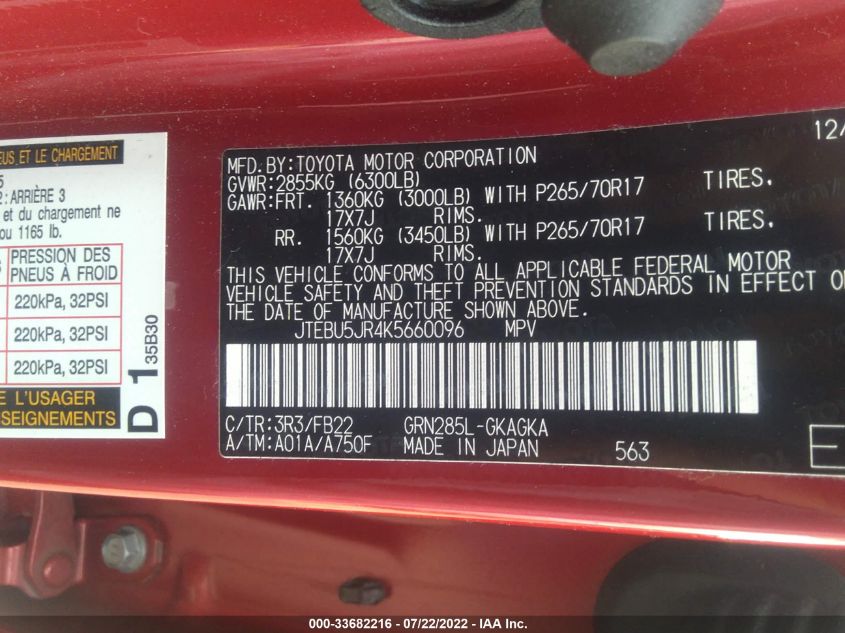 EUS ET LE CHARGEMENT
5
2: ARRIÈRE 3
et du chargement ne
ou 1165 lb.
PRESSION DES
PNEUS À FROID
220kPa, 32PSI
220kPa, 32PSI
220kPa, 32PSI
E L'USAGER
NSEIGNEMENTS
D 1 35B30
12/
MFD.BY:TOYOTA MOTOR CORPORATION
GVWR:2855KG (6300LB)
GAWR:FRT. 1360KG (3000LB) WITH P265/70R17 TIRES.
17X7J RIMS.
RR. 1560KG (3450LB) WITH P265/70R17 TIRES.
17X7J RIMS.
THIS VEHICLE CONFORMS TO ALL APPLICABLE FEDERAL MOTOR
VEHICLE SAFETY AND THEFT PREVENTION STANDARDS IN EFFECT O
THE DATE OF MANUFACTURE SHOWN ABOVE.
JTEBU5JR4K5660096 MPV
C/TR:3R3/FB22 GRN285L-GKAGKA
A/TM:A01A/A750F MADE IN JAPAN 563
E
000-33682216 - 07/22/2022 - IAA Inc.